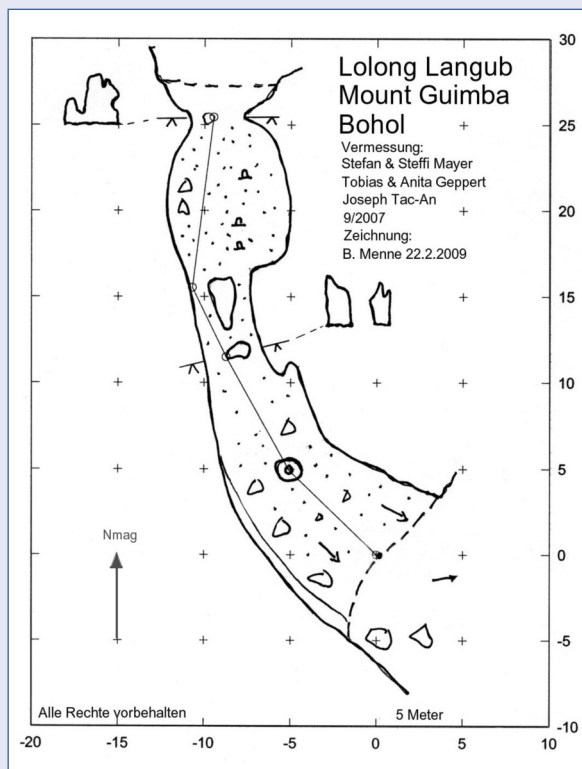 Lolong Langub
Mount Guimba
Bohol
Vermessung:
Stefan & Steffi Mayer
Tobias & Anita Geppert
Joseph Tac-An
9/2007
Zeichnung:
B. Menne 22.2.2009
Nmag
Alle Rechte vorbehalten
5 Meter
30
25
20
15
10
5
0
-5
-10
-20
-15
-10
-5
0
5
10